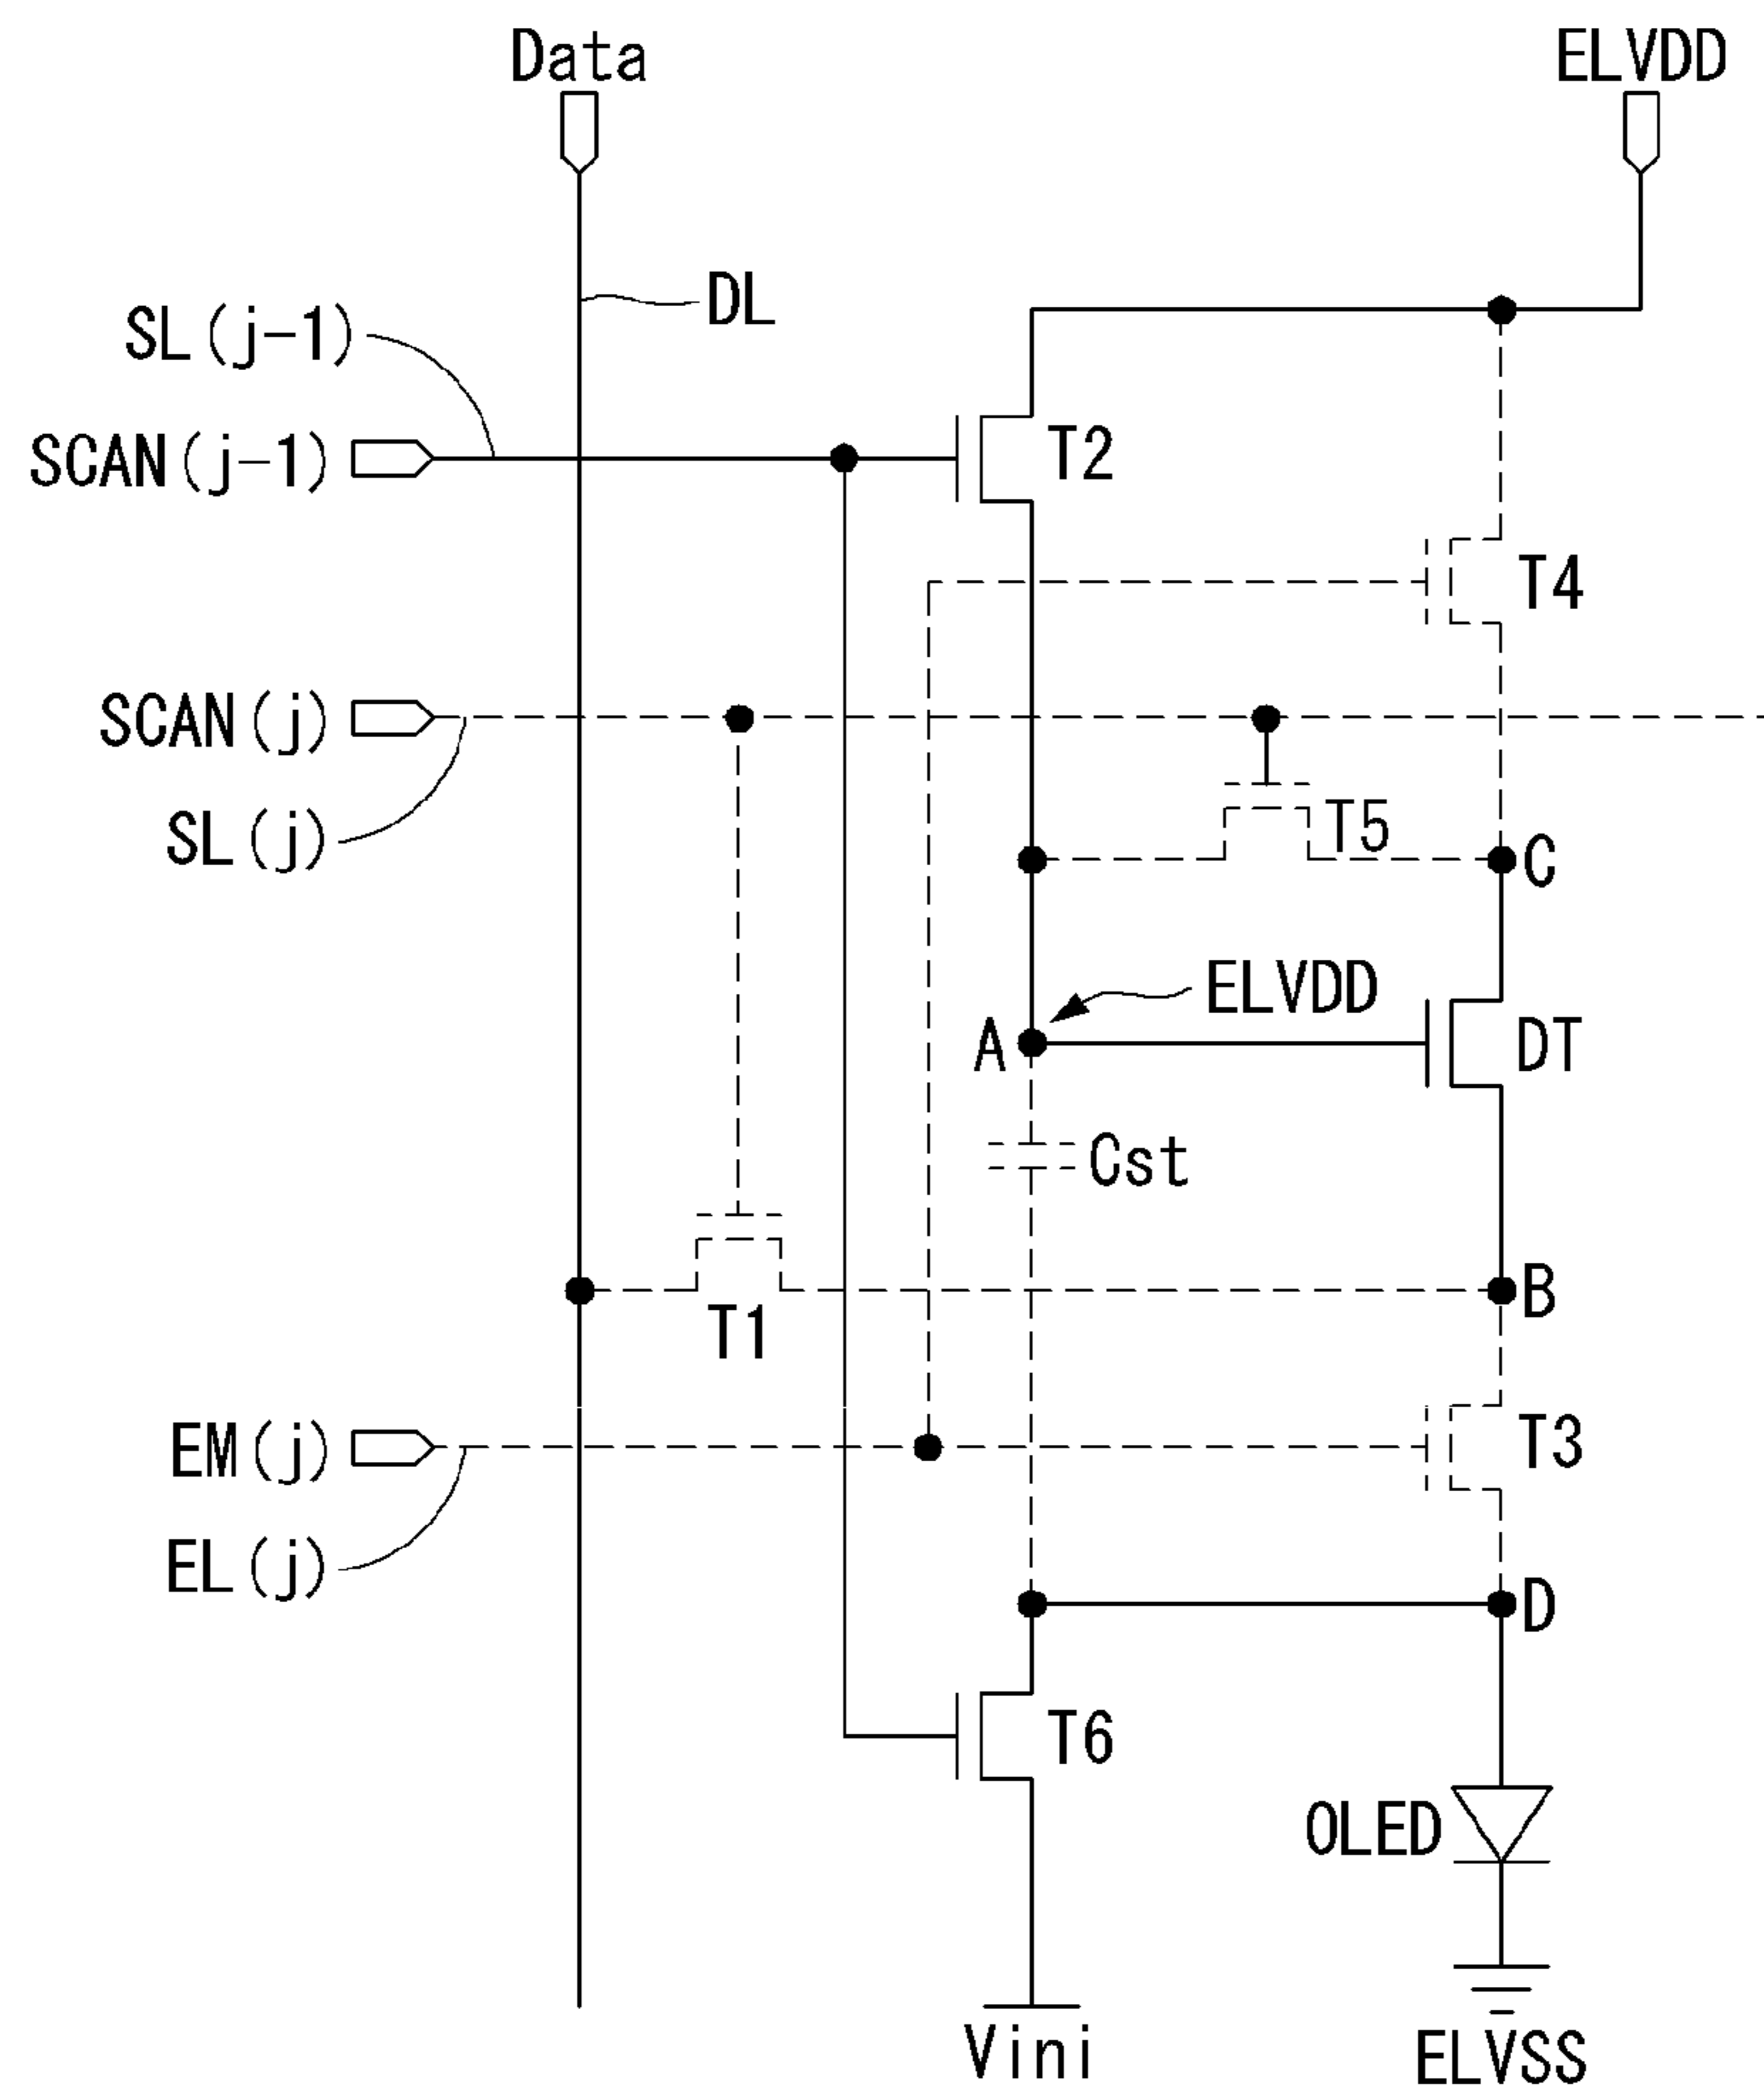 Data
ELVDD
DL
SL(j-1)
SCAN(j-1)
T2
T4
SCAN(j)
T5
SL(j)
C
ELVDD
A
DT
Cst
B
T1
EM(j)
T3
EL(j)
D
T6
OLED
Vini
ELVSS